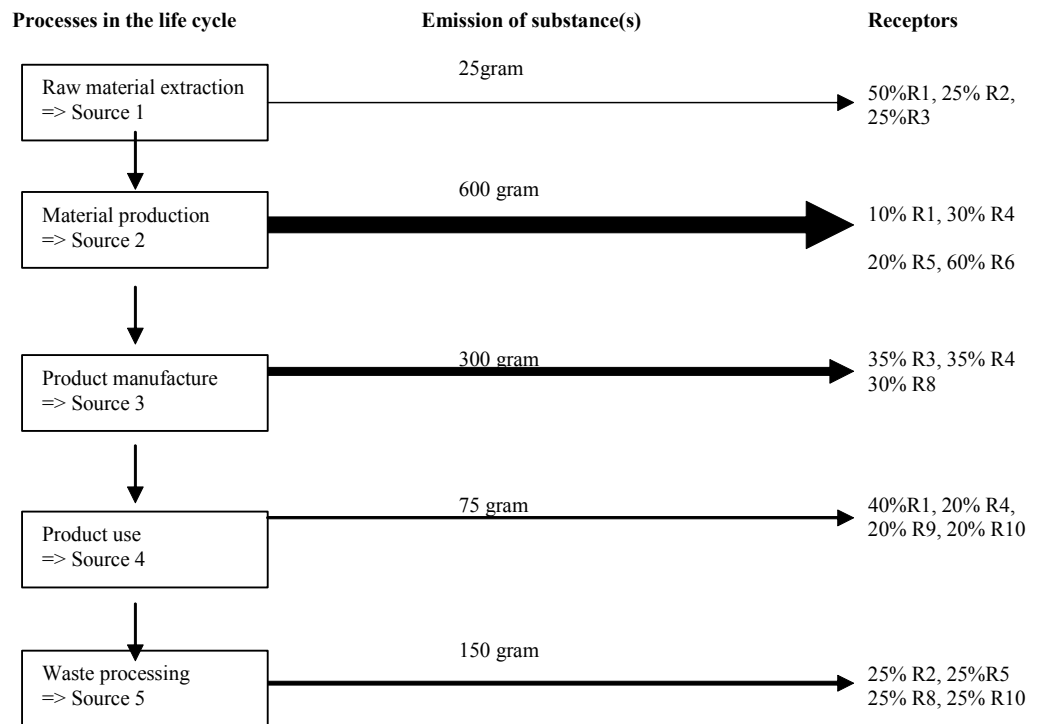 Processes in the life cycle
Emission of substance(s)
Receptors
Raw material extraction
=> Source 1
25gram
50%R1, 25% R2,
25%R3
Material production
=> Source 2
600 gram
10% R1, 30% R4
20% R5, 60% R6
Product manufacture
=> Source 3
300 gram
35% R3, 35% R4
30% R8
Product use
=> Source 4
75 gram
40%R1, 20% R4,
20% R9, 20% R10
Waste processing
=> Source 5
150 gram
25% R2, 25%R5
25% R8, 25% R10